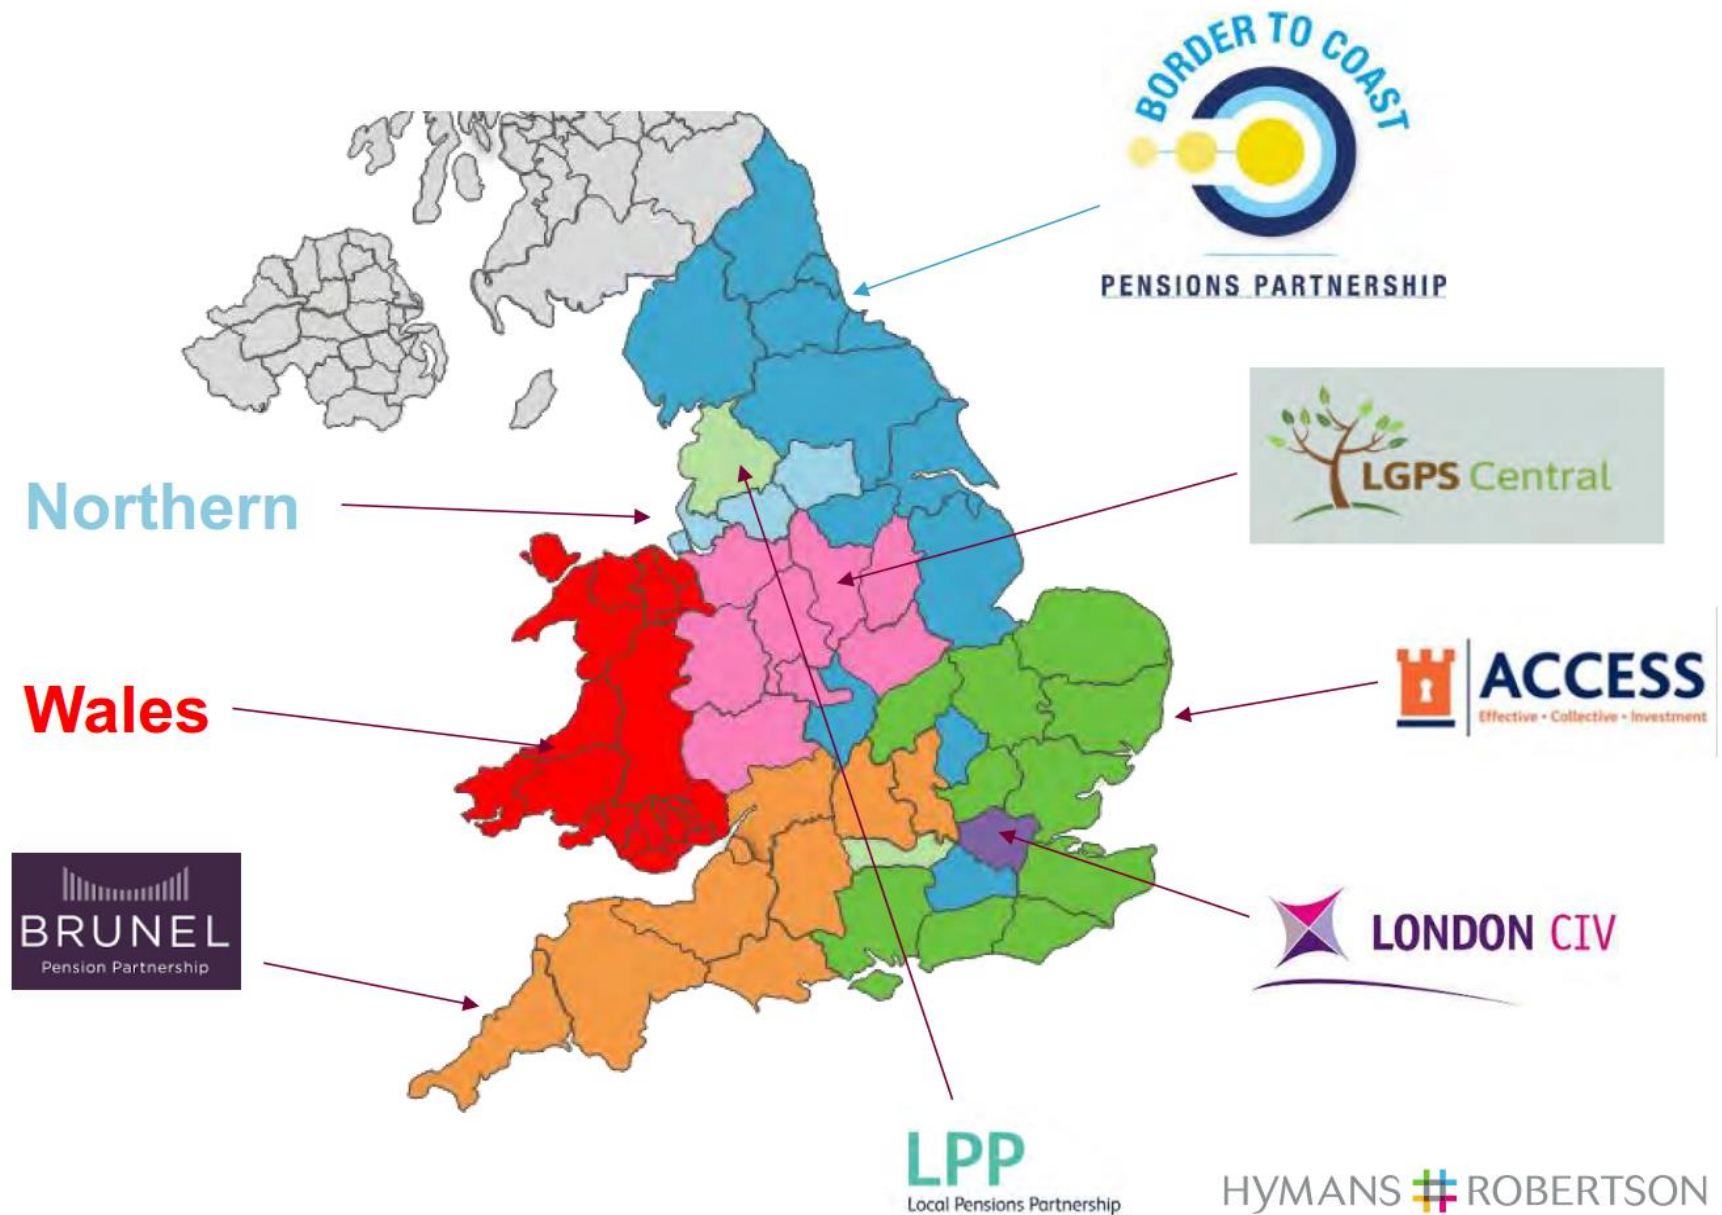 BORDER TO COAST
PENSIONS PARTNERSHIP
LGPS Central
Northern
ACCESS
Effective • Collective • Investment
Wales
BRUNEL
Pension Partnership
LONDON CIV
LPP
Local Pensions Partnership
HYMANS ROBERTSON